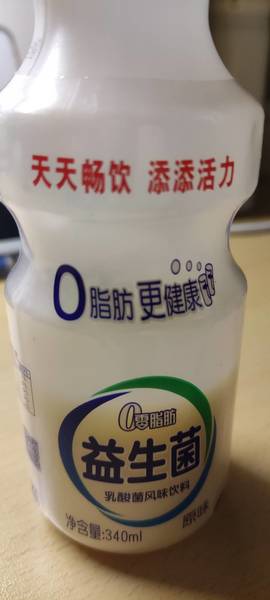 天天畅饮 添添活力
0脂肪 更健康
0零脂肪
益生菌
乳酸菌风味饮料
原味
净含量:340ml